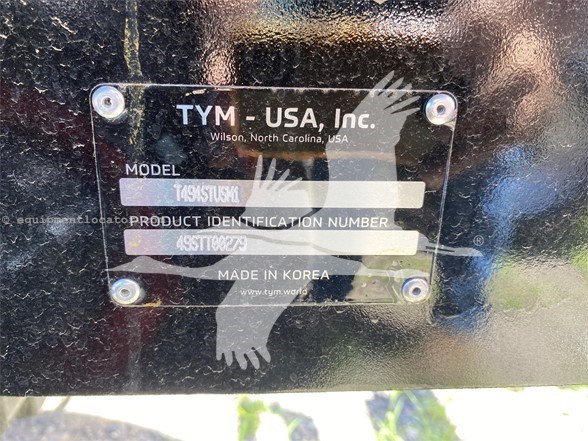 TYM - USA, Inc.
Wilson, North Carolina, USA
MODEL
T494STUSM1
© equipmentlocator
PRODUCT IDENTIFICATION NUMBER
49STT00279
®
MADE IN KOREA
www.tym.world